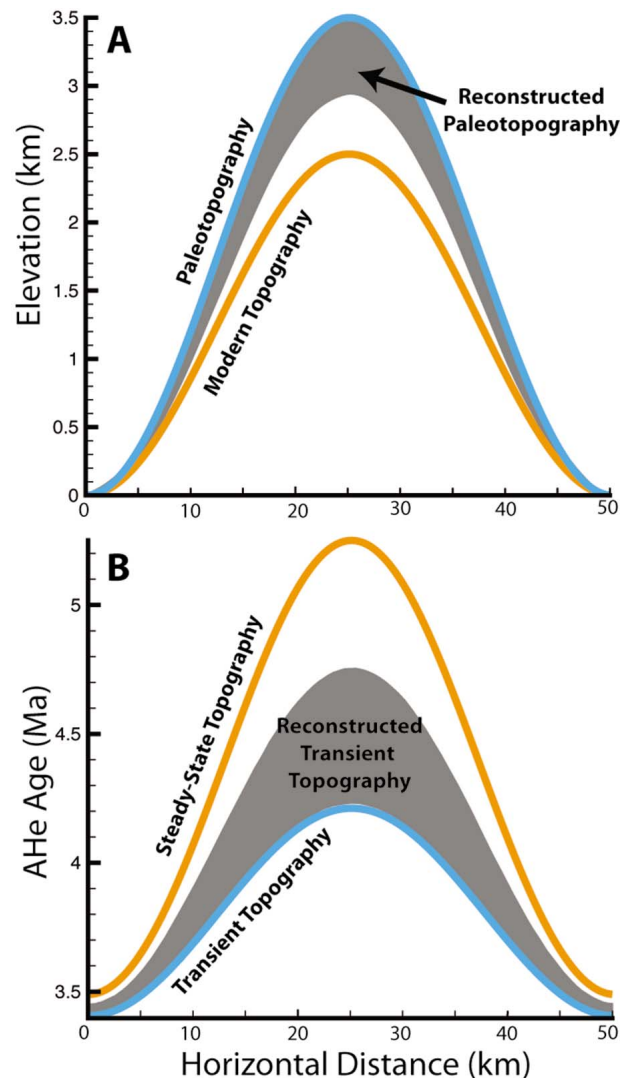 A
3.5
3
2.5
2
1.5
1
0.5
0
Elevation (km)
Reconstructed
Paleotopography
Paleotopography
Modern Topography
0
10
20
30
40
50
B
5
4.5
4
3.5
AHe Age (Ma)
Steady-State Topography
Reconstructed
Transient
Topography
Transient Topography
0
10
20
30
40
50
Horizontal Distance (km)